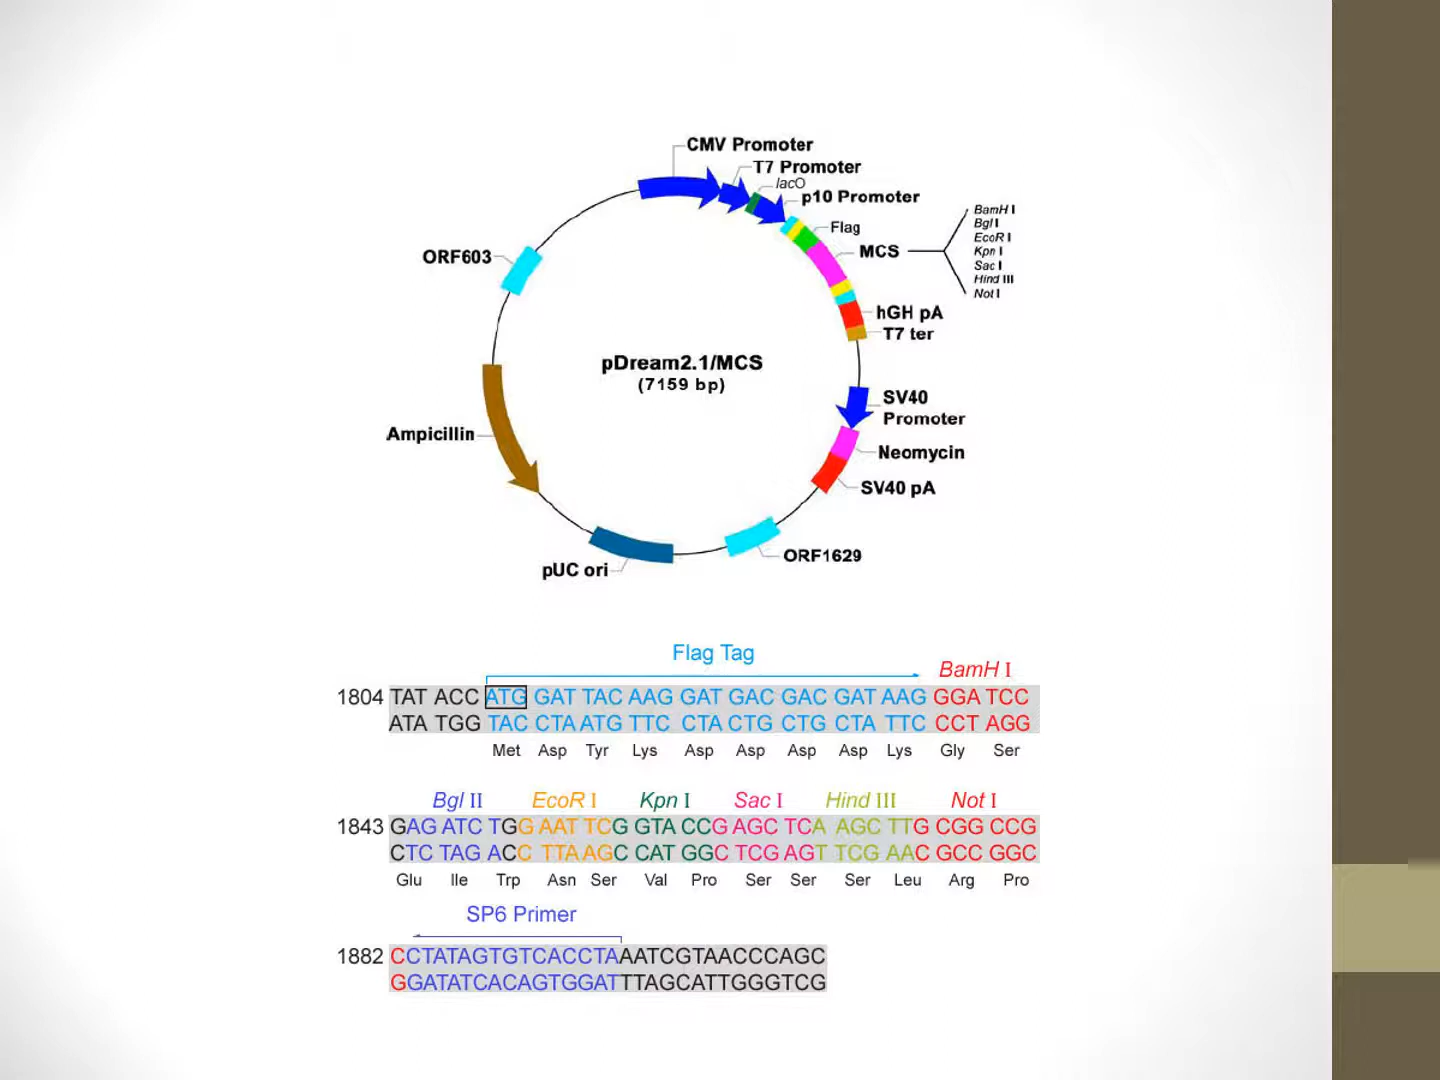 CMV Promoter
T7 Promoter
lacO
p10 Promoter
Flag
MCS
BamH I
Bgl I
EcoR I
Kpn I
Sac I
Hind III
Not I
ORF603
hGH pA
T7 ter
pDream2.1/MCS
(7159 bp)
SV40
Promoter
Ampicillin
Neomycin
SV40 pA
ORF1629
pUC ori
Flag Tag
BamH I
1804 TAT ACC ATG GAT TAC AAG GAT GAC GAC GAT AAG GGA TCC
ATA TGG TAC CTA ATG TTC CTA CTG CTG CTA TTC CCT AGG
Met Asp Tyr Lys Asp Asp Asp Asp Lys Gly Ser
Bgl II EcoR I Kpn I Sac I Hind III Not I
1843 GAG ATC TGG AAT TCG GTA CCG AGC TCA AGC TTG CGG CCG
CTC TAG ACC TTA AGC CAT GGC TCG AGT TCG AAC GCC GGC
Glu Ile Trp Asn Ser Val Pro Ser Ser Ser Leu Arg Pro
SP6 Primer
1882 CCTATAGTGTCACCTAAATCGTAACCCAGC
GGATATCACAGTGGATTTAGCATTGGGTCG